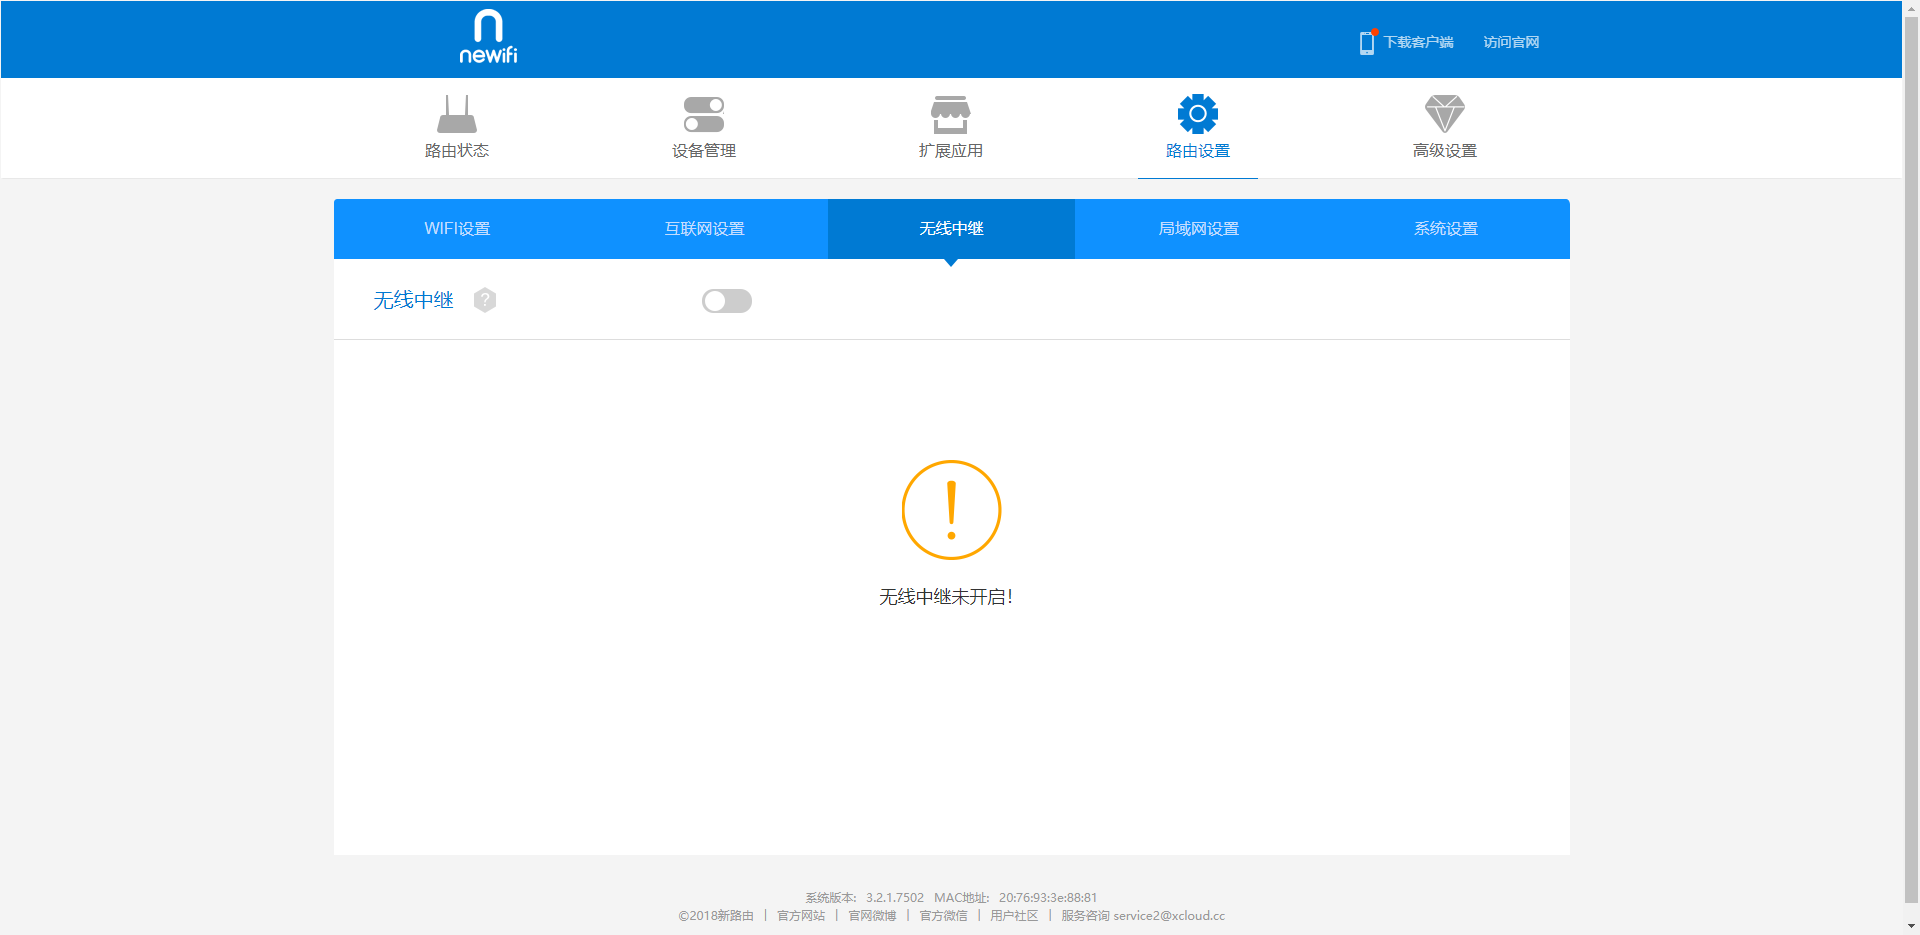 newifi
下载客户端 访问官网
路由状态 设备管理 扩展应用 路由设置 高级设置
WIFI设置 互联网设置 无线中继 局域网设置 系统设置
无线中继 ?
无线中继未开启!
系统版本: 3.2.1.7502 MAC地址: 20:76:93:3e:88:81
©2018新路由 | 官方网站 | 官网微博 | 官方微信 | 用户社区 | 服务咨询 service2@xcloud.cc